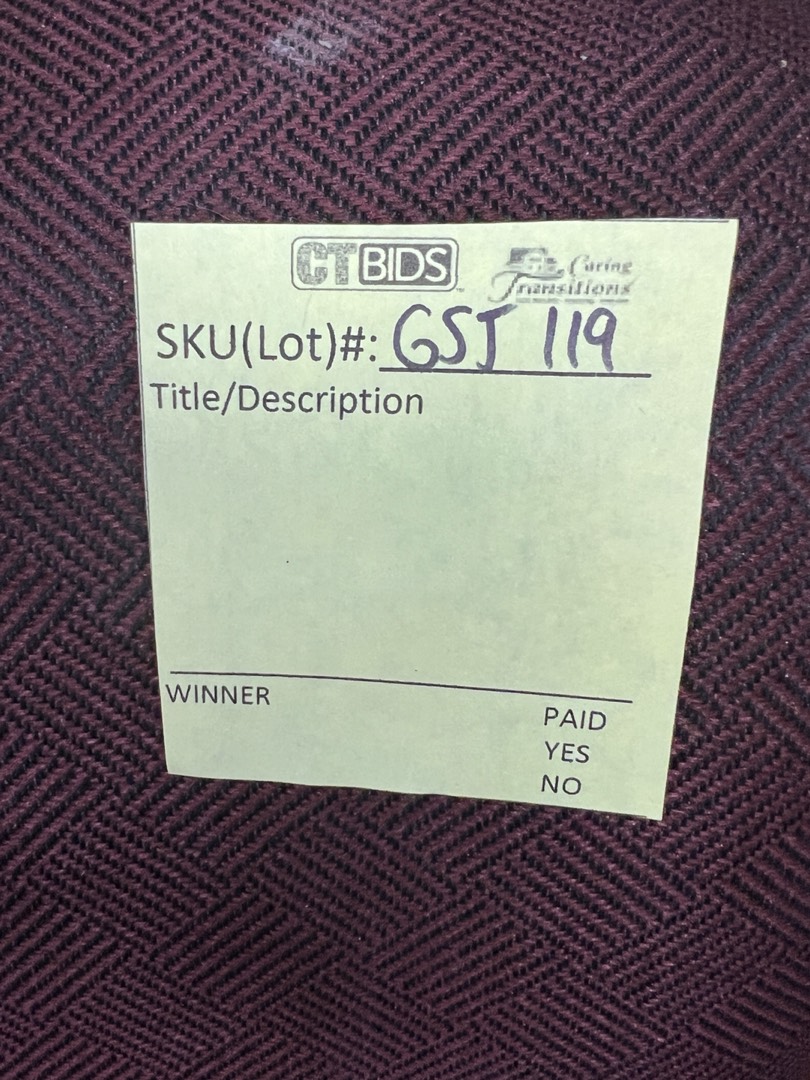 CTBIDS
Caring
Transitions
SKU(Lot)#: GSJ 119
Title/Description
WINNER
PAID
YES
NO